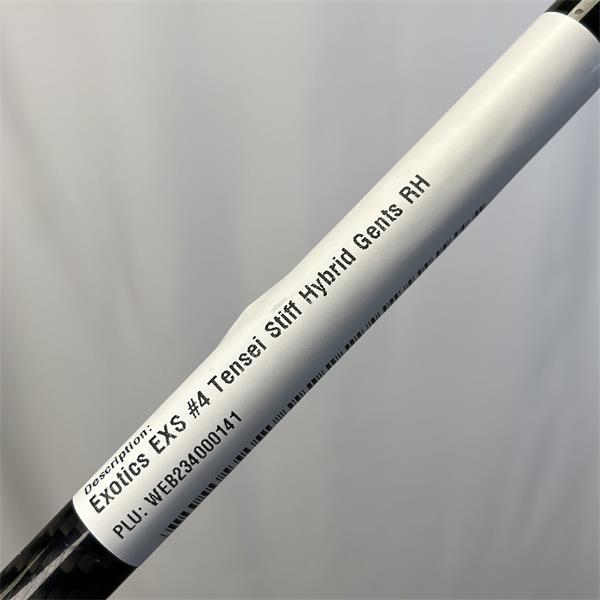 Description:
Exotics EXS #4 Tensei Stiff Hybrid Gents RH
PLU: WEB234000141